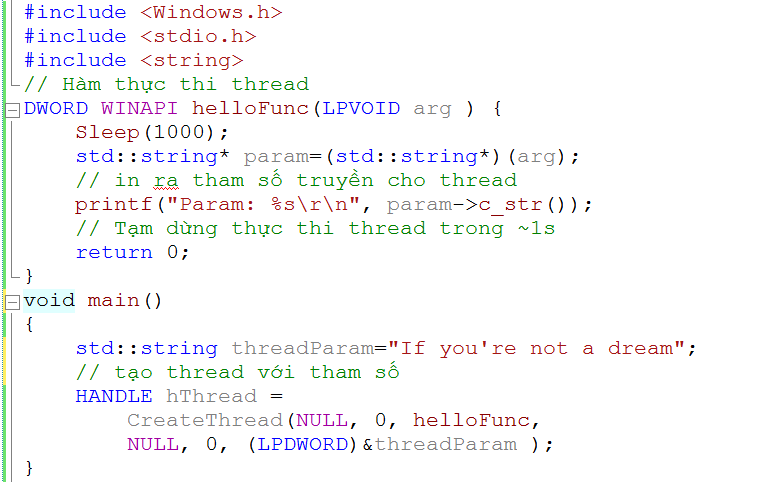 #include <Windows.h>
#include <stdio.h>
#include <string>
// Hàm thực thi thread
DWORD WINAPI helloFunc(LPVOID arg ) {
    Sleep(1000);
    std::string* param=(std::string*)(arg);
    // in ra tham số truyền cho thread
    printf("Param: %s\r\n", param->c_str());
    // Tạm dừng thực thi thread trong ~1s
    return 0;
}
void main()
{
    std::string threadParam="If you're not a dream";
    // tạo thread với tham số
    HANDLE hThread =
        CreateThread(NULL, 0, helloFunc,
        NULL, 0, (LPDWORD)&threadParam );
}